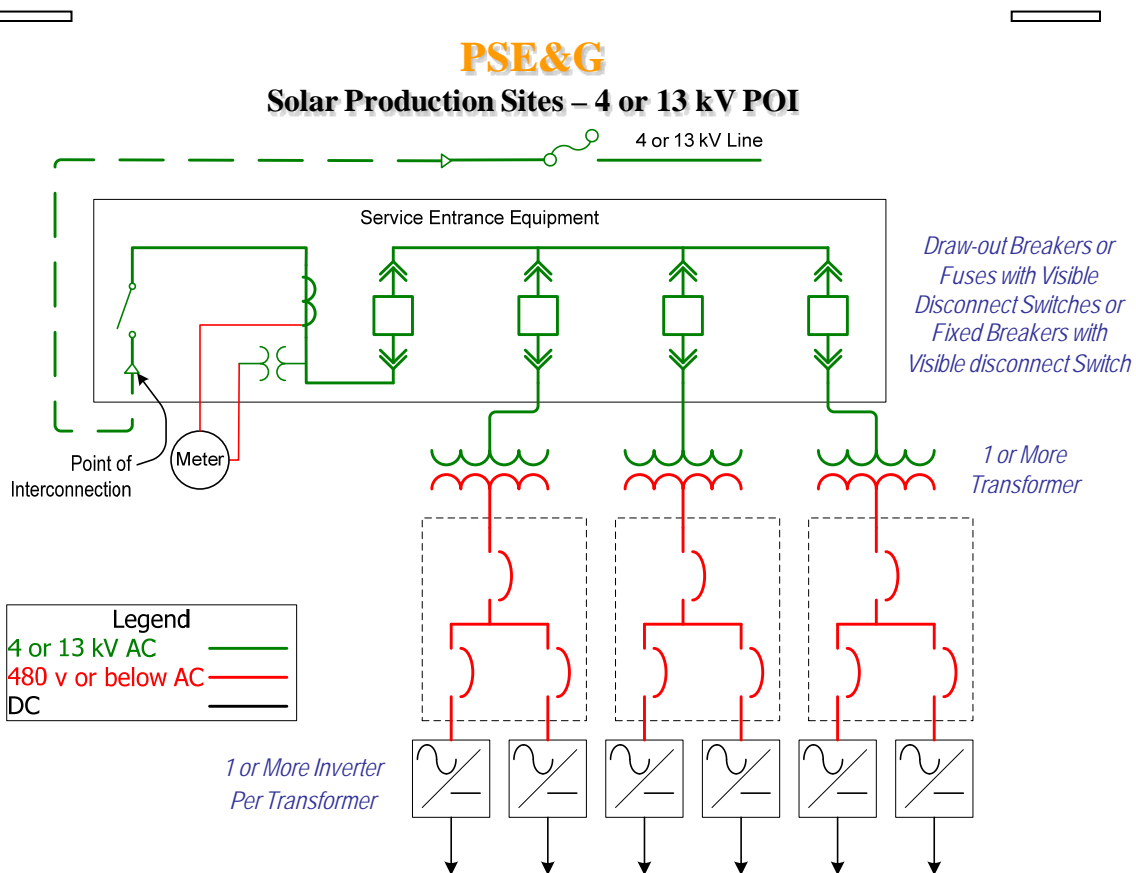 PSE&G
Solar Production Sites – 4 or 13 kV POI
4 or 13 kV Line
Service Entrance Equipment
Draw-out Breakers or
Fuses with Visible
Disconnect Switches or
Fixed Breakers with
Visible disconnect Switch
Point of
Interconnection
Meter
1 or More
Transformer
Legend
4 or 13 kV AC
480 v or below AC
DC
1 or More Inverter
Per Transformer